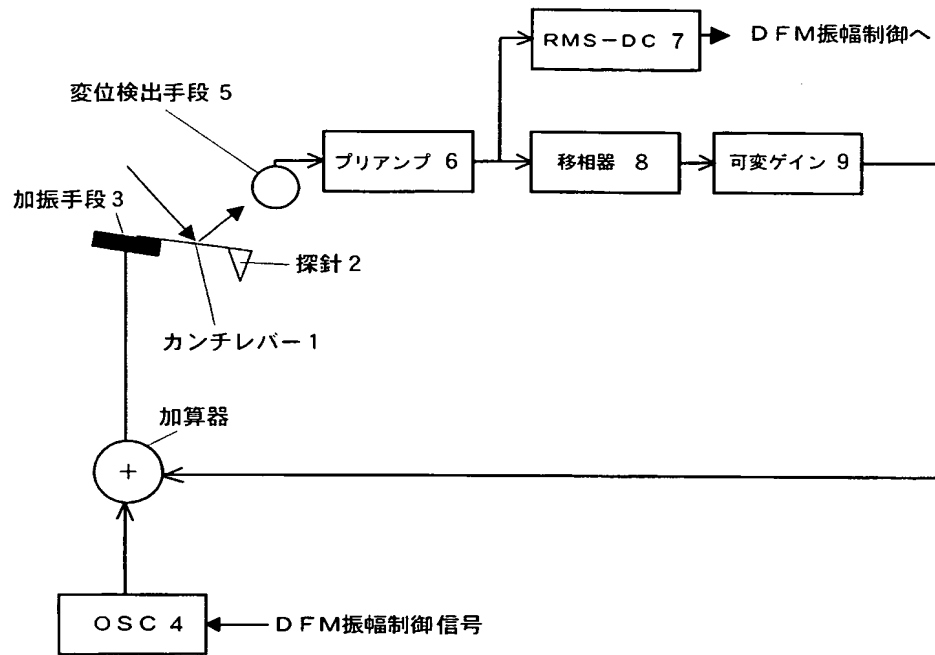 RMS-DC 7
DFM振幅制御へ
変位検出手段 5
プリアンプ 6
移相器 8
可変ゲイン 9
加振手段 3
探針 2
カンチレバー 1
加算器
+
OSC 4
DFM振幅制御信号